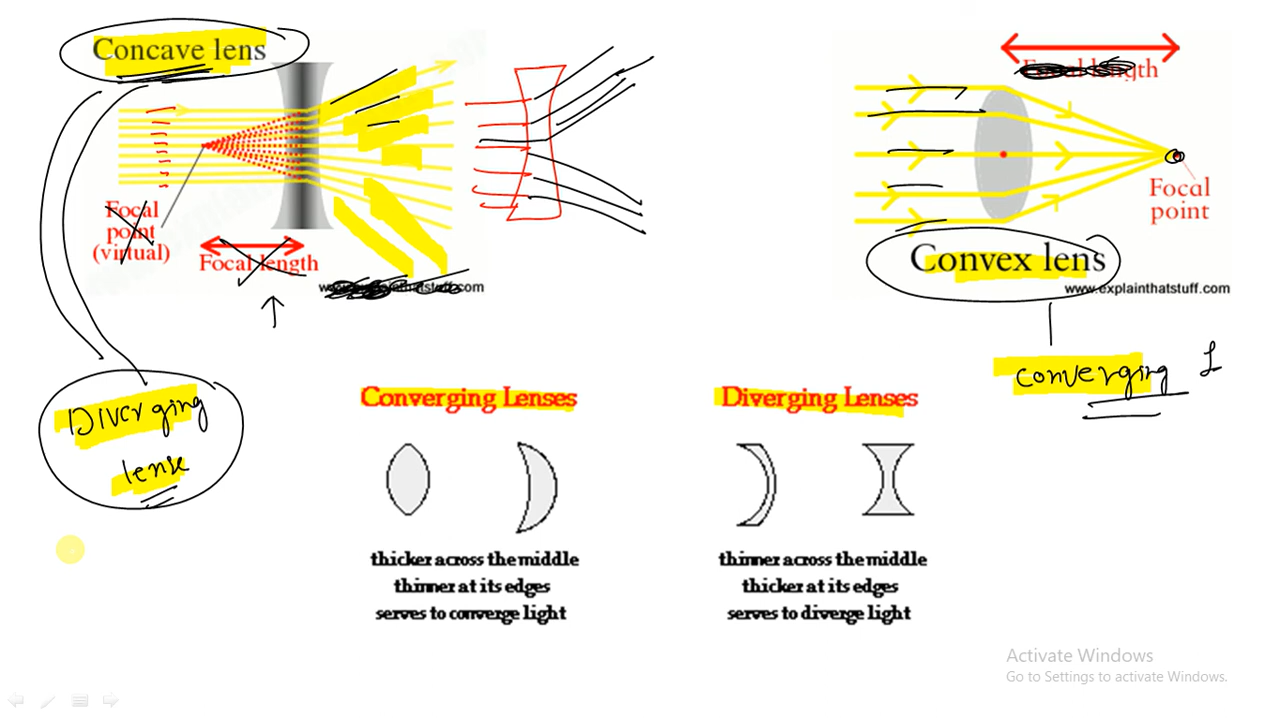 Concave lens
Focal
point
(virtual)
Focal length
explainthatstuff.com
Focal length
Focal
point
Convex lens
www.explainthatstuff.com
converging L
Diverging
lense
Converging Lenses
Diverging Lenses
thicker across the middle
thinner at its edges
serves to converge light
thinner across the middle
thicker at its edges
serves to diverge light
Activate Windows
Go to Settings to activate Windows.